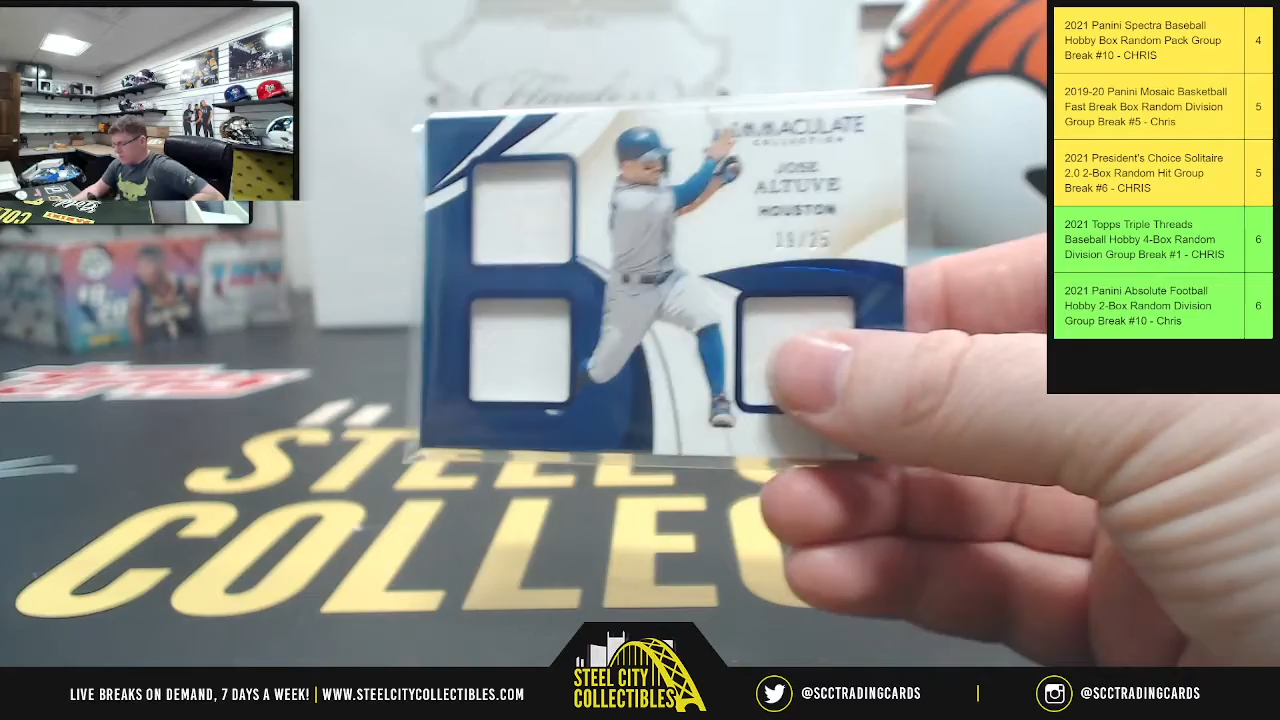 IMMACULATE
COLLECTION
JOSE
ALTUVE
HOUSTON
19/25
STEEL C
COLLEC
2021 Panini Spectra Baseball
Hobby Box Random Pack Group
Break #10 - CHRIS
4
2019-20 Panini Mosaic Basketball
Fast Break Box Random Division
Group Break #5 - Chris
5
2021 President's Choice Solitaire
2.0 2-Box Random Hit Group
Break #6 - CHRIS
5
2021 Topps Triple Threads
Baseball Hobby 4-Box Random
Division Group Break #1 - CHRIS
6
2021 Panini Absolute Football
Hobby 2-Box Random Division
Group Break #10 - Chris
6
LIVE BREAKS ON DEMAND, 7 DAYS A WEEK! | WWW.STEELCITYCOLLECTIBLES.COM
STEEL CITY
COLLECTIBLES
@SCCTRADINGCARDS
@SCCTRADINGCARDS